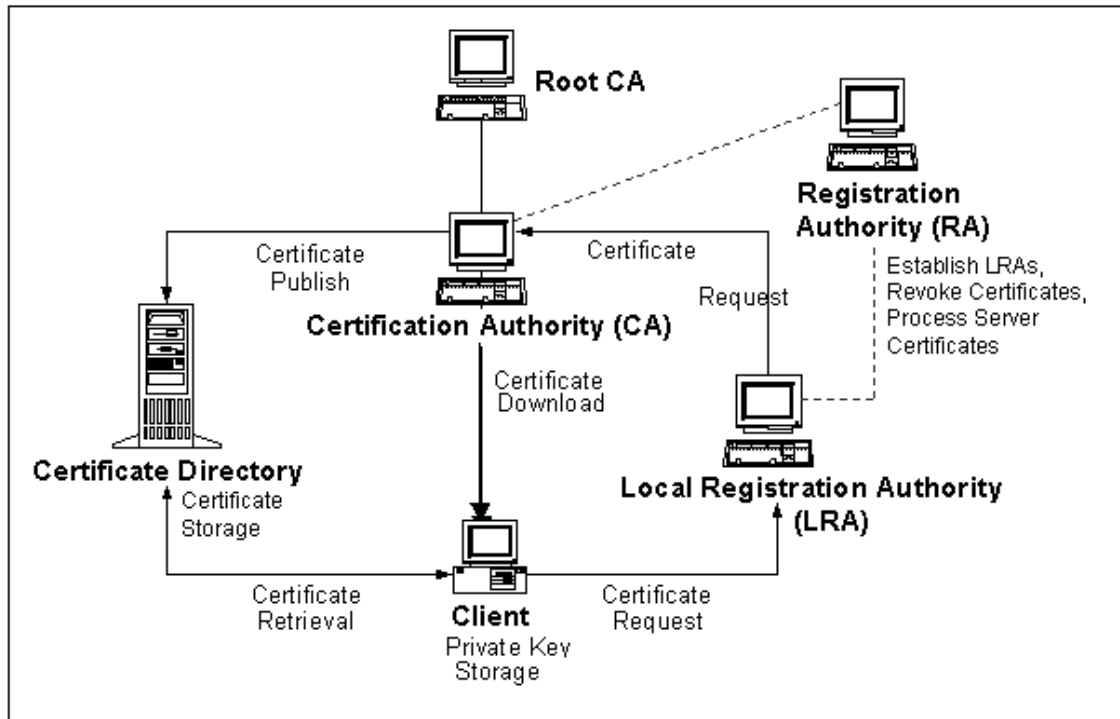 Root CA
Registration
Authority (RA)
Certificate
Publish
Certificate
Request
Establish LRAs,
Revoke Certificates,
Process Server
Certificates
Certification Authority (CA)
Certificate
Download
Certificate Directory
Certificate
Storage
Local Registration Authority
(LRA)
Certificate
Retrieval
Client
Private Key
Storage
Certificate
Request